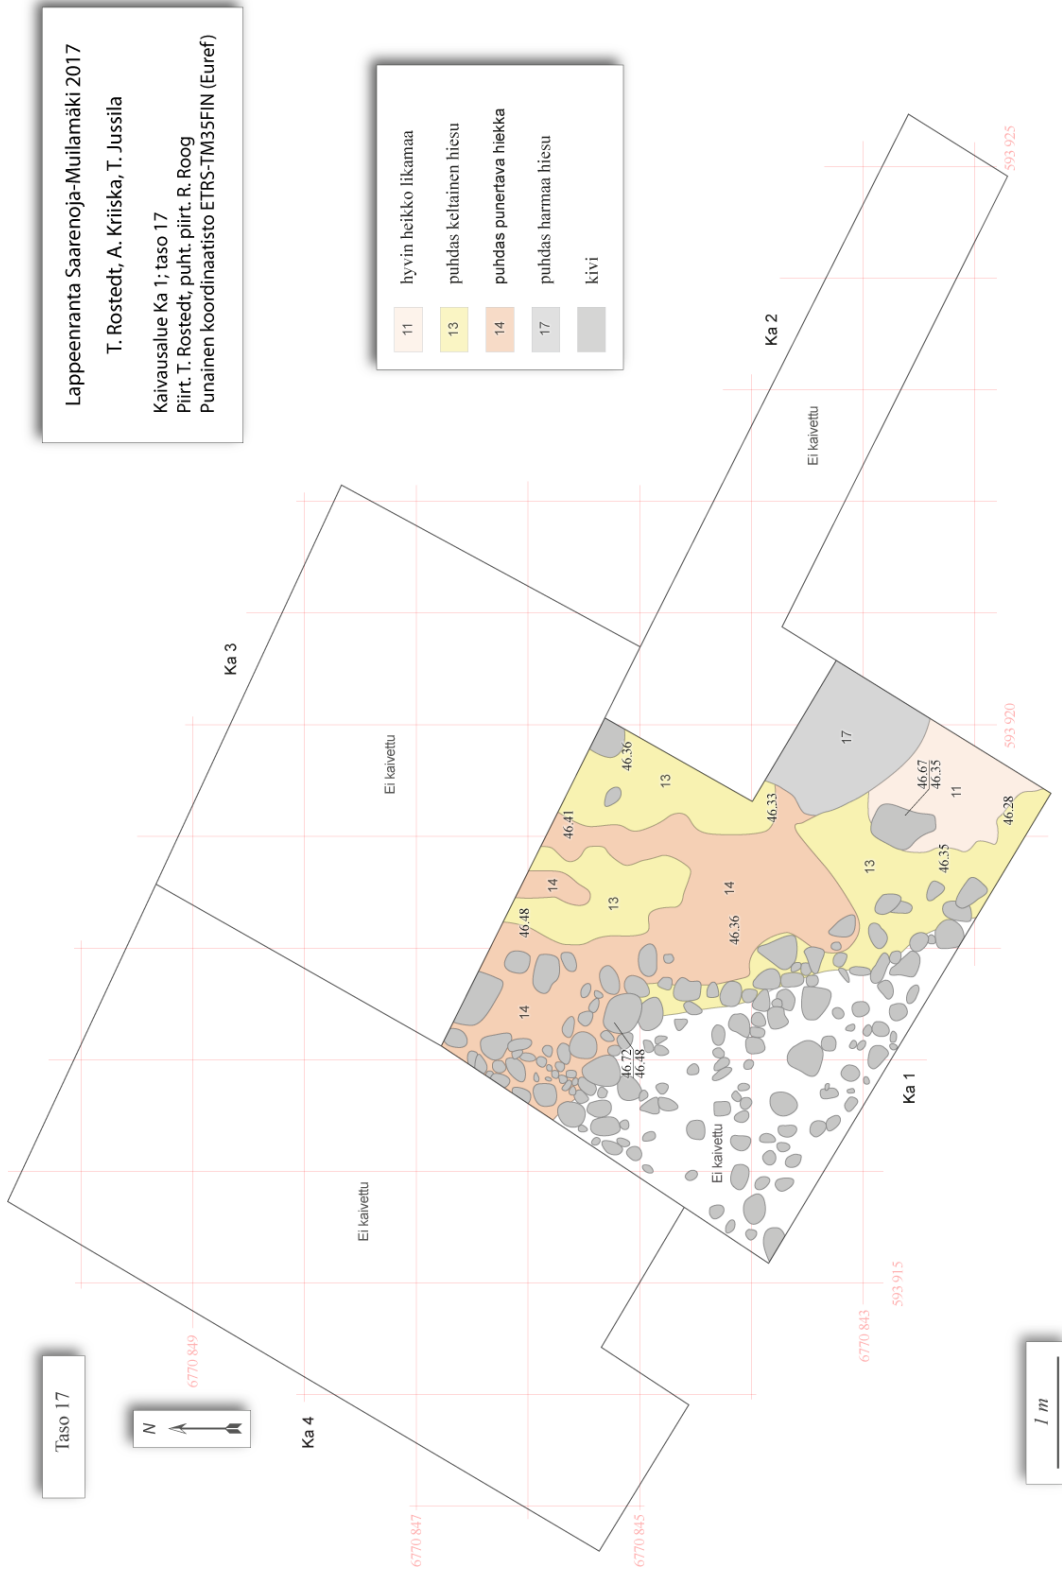 Lappeenranta Saarenoja-Muilamäki 2017
T. Rostedt, A. Kriiska, T. Jussila
Kaivausalue Ka 1; taso 17
Piirt. T. Rostedt, puht. piirt. R. Roog
Punainen koordinaatisto ETRS-TM35FIN (Euref)
11 hyvin heikko likamaa
13 puhdas keltainen hiesu
14 puhdas punertava hiekka
17 puhdas harmaa hiesu
kivi
Taso 17
N
Ka 4
Ka 3
Ka 2
Ka 1
Ei kaivettu
Ei kaivettu
Ei kaivettu
Ei kaivettu
6770 849
6770 847
6770 845
6770 843
593 915
593 920
593 925
14
46.48
14
46.41
13
46.36
13
46.72
46.48
46.36
14
46.33
17
13
46.67
46.35
11
46.35
46.28
1 m